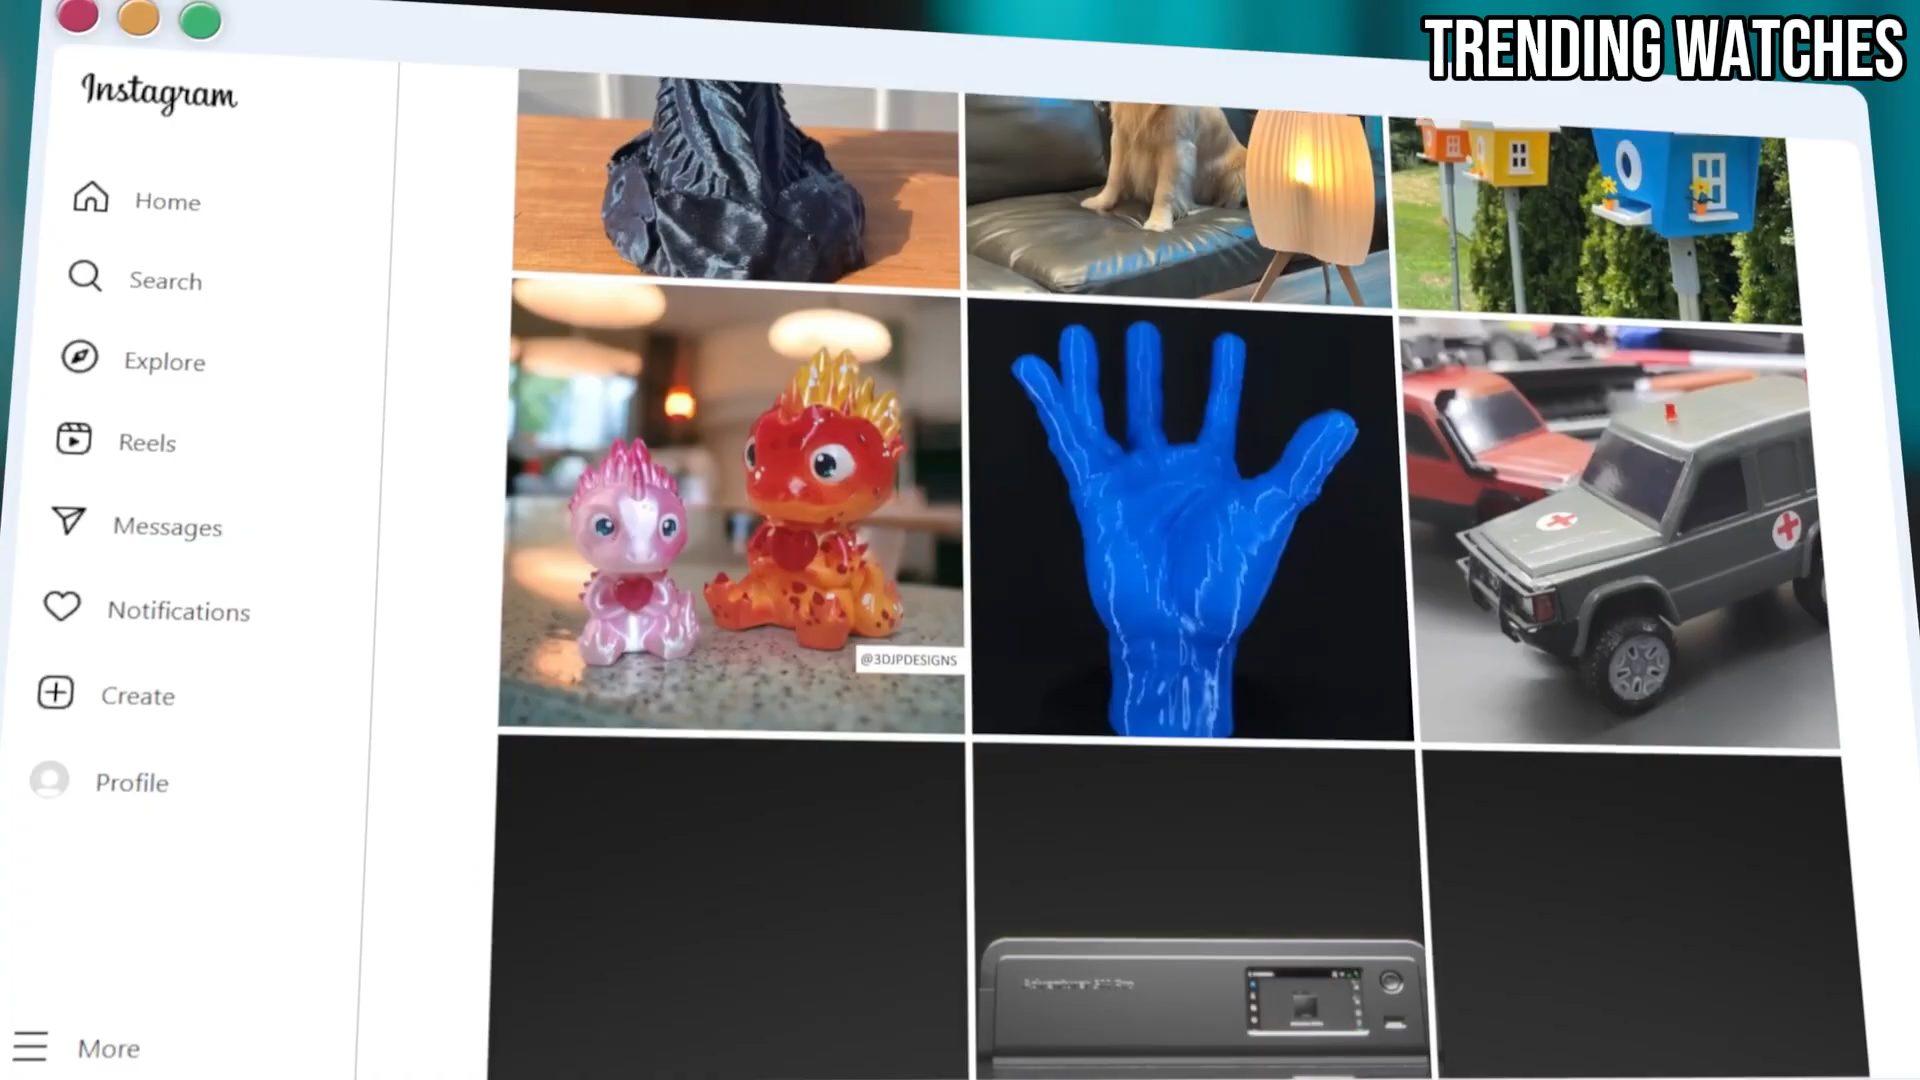 TRENDING WATCHES
Instagram
Home
Search
Explore
Reels
Messages
Notifications
Create
Profile
More
@3DJPDESIGNS